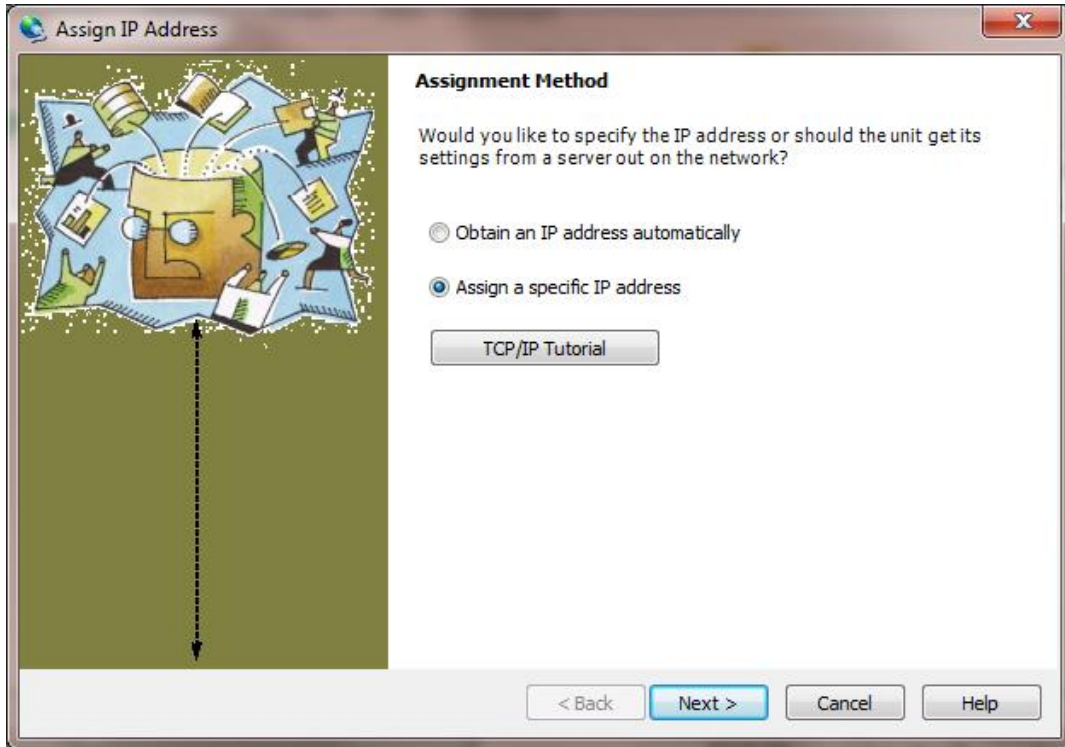 Assign IP Address
Assignment Method
Would you like to specify the IP address or should the unit get its
settings from a server out on the network?
Obtain an IP address automatically
Assign a specific IP address
TCP/IP Tutorial
< Back
Next >
Cancel
Help